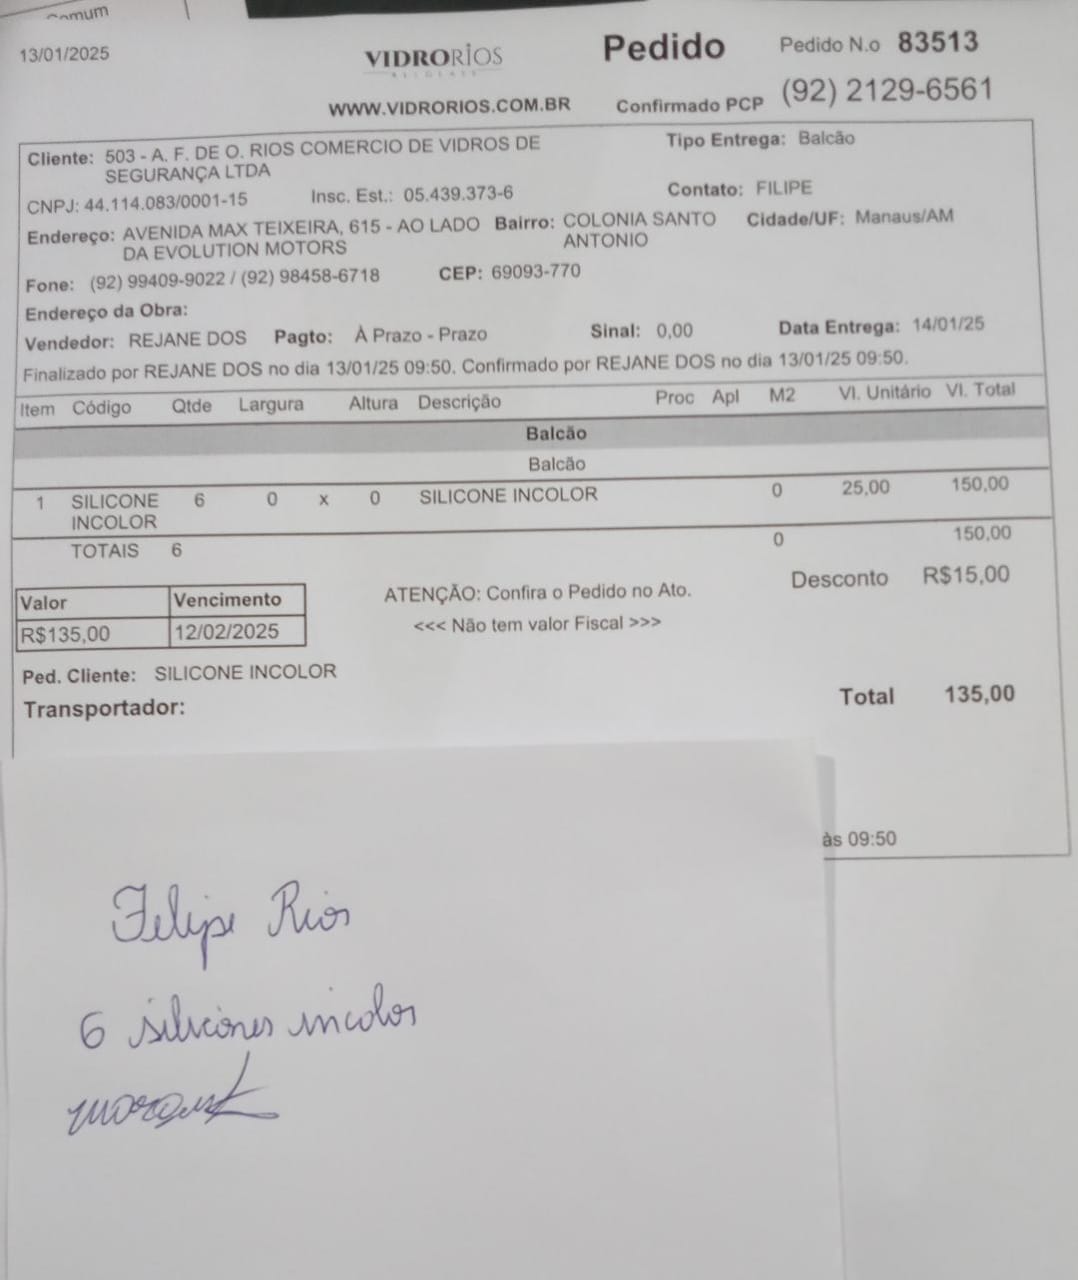 omum
13/01/2025
VIDRORIOS
Pedido
Pedido N.o 83513
WWW.VIDRORIOS.COM.BR
Confirmado PCP
(92) 2129-6561
Cliente: 503 - A. F. DE O. RIOS COMERCIO DE VIDROS DE
SEGURANÇA LTDA
Tipo Entrega: Balcão
CNPJ: 44.114.083/0001-15 Insc. Est.: 05.439.373-6 Contato: FILIPE
Endereço: AVENIDA MAX TEIXEIRA, 615 - AO LADO Bairro: COLONIA SANTO Cidade/UF: Manaus/AM
DA EVOLUTION MOTORS ANTONIO
Fone: (92) 99409-9022 / (92) 98458-6718 CEP: 69093-770
Endereço da Obra:
Vendedor: REJANE DOS Pagto: À Prazo - Prazo Sinal: 0,00 Data Entrega: 14/01/25
Finalizado por REJANE DOS no dia 13/01/25 09:50. Confirmado por REJANE DOS no dia 13/01/25 09:50.
Item Código Qtde Largura Altura Descrição Proc Apl M2 Vl. Unitário Vl. Total
Balcão
Balcão
1 SILICONE 6 0 x 0 SILICONE INCOLOR 0 25,00 150,00
INCOLOR
TOTAIS 6 0 150,00
Desconto R$15,00
Valor Vencimento
R$135,00 12/02/2025
ATENÇÃO: Confira o Pedido no Ato.
<<< Não tem valor Fiscal >>>
Ped. Cliente: SILICONE INCOLOR
Transportador:
Total 135,00
às 09:50
Felipe Rios
6 silicones incolor